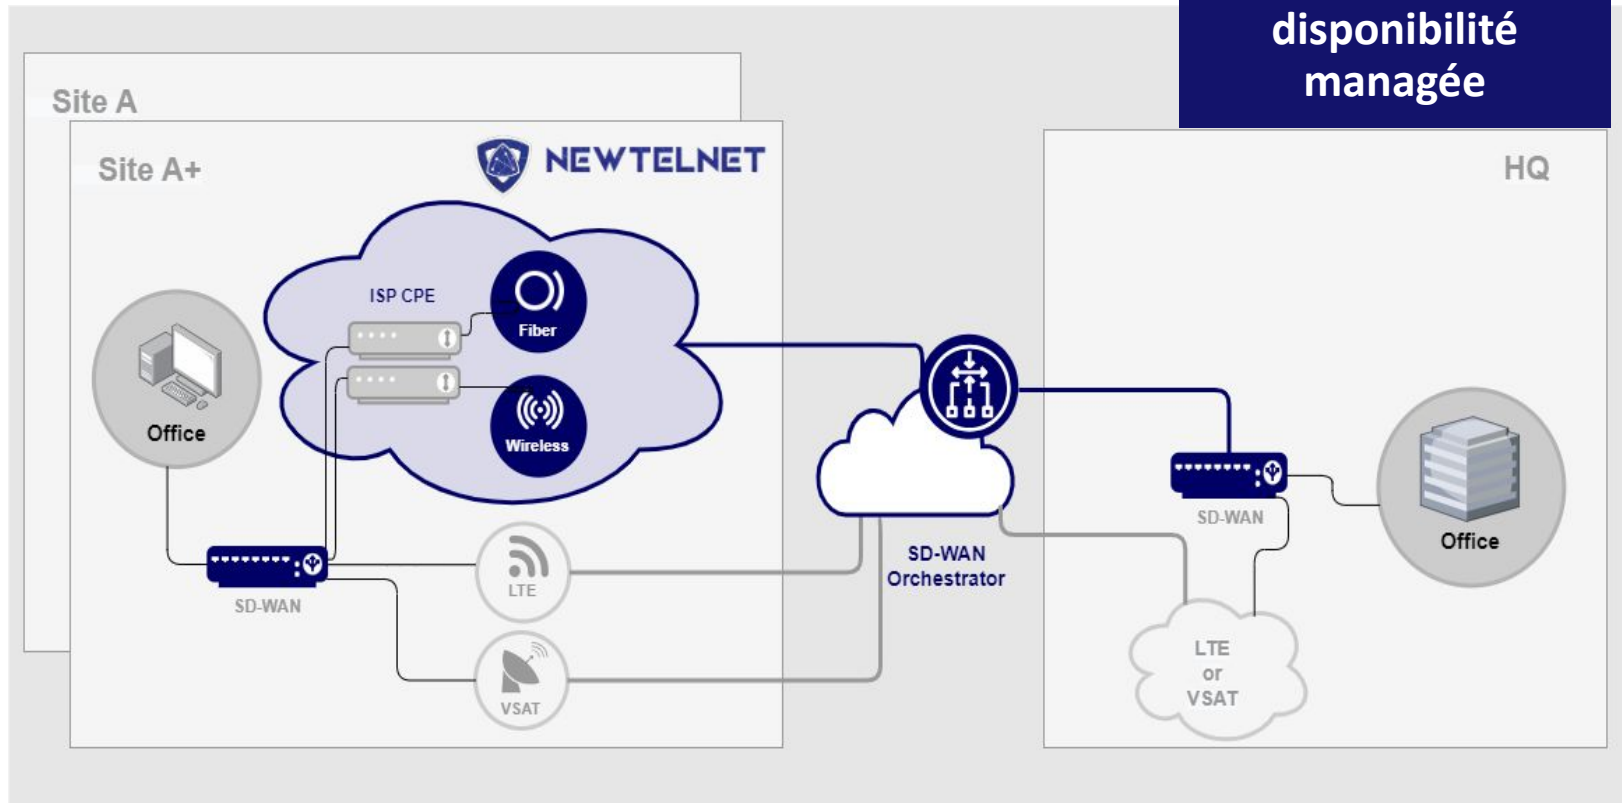 disponibilité
managée
Site A
Site A+
NEWTELNET
HQ
ISP CPE
Fiber
Wireless
Office
SD-WAN
LTE
VSAT
SD-WAN
Orchestrator
SD-WAN
Office
LTE
or
VSAT